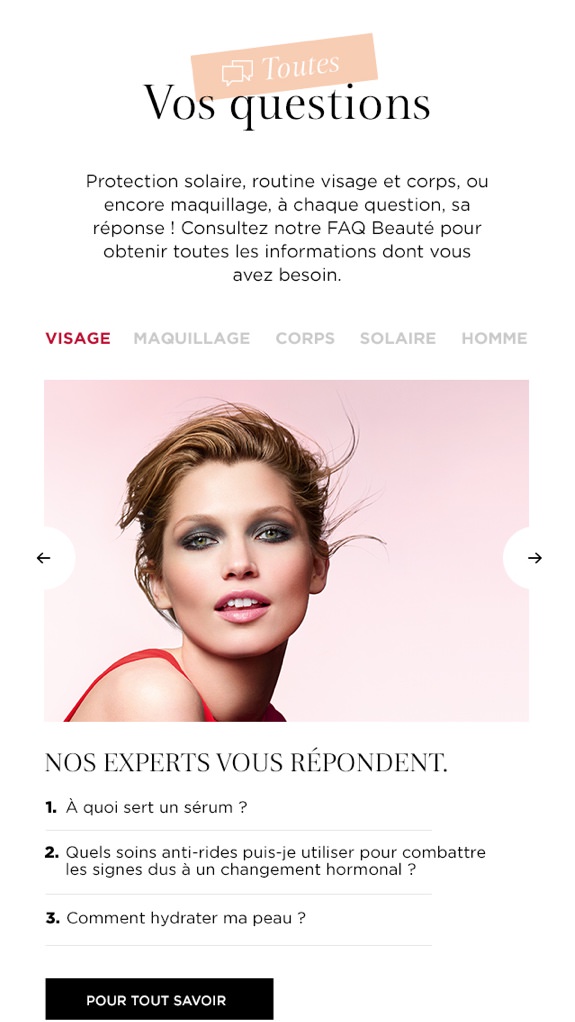 Toutes
Vos questions
Protection solaire, routine visage et corps, ou
encore maquillage, à chaque question, sa
réponse ! Consultez notre FAQ Beauté pour
obtenir toutes les informations dont vous
avez besoin.
VISAGE MAQUILLAGE CORPS SOLAIRE HOMME
NOS EXPERTS VOUS RÉPONDENT.
1. À quoi sert un sérum ?
2. Quels soins anti-rides puis-je utiliser pour combattre
les signes dus à un changement hormonal ?
3. Comment hydrater ma peau ?
POUR TOUT SAVOIR